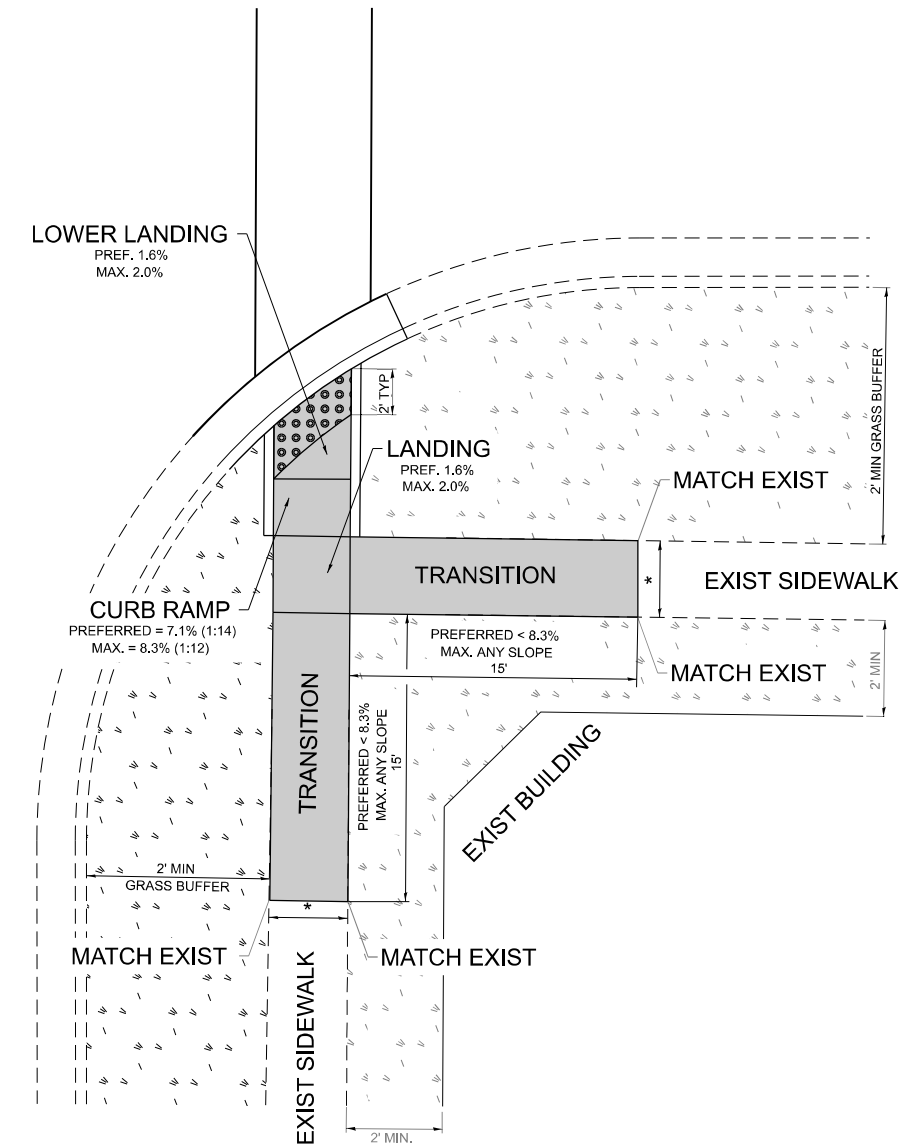 LOWER LANDING
PREF. 1.6%
MAX. 2.0%
2' TYP
LANDING
PREF. 1.6%
MAX. 2.0%
2' MIN GRASS BUFFER
MATCH EXIST
TRANSITION
*
EXIST SIDEWALK
CURB RAMP
PREFERRED = 7.1% (1:14)
MAX. = 8.3% (1:12)
PREFERRED < 8.3%
MAX. ANY SLOPE
15'
MATCH EXIST
2' MIN
TRANSITION
PREFERRED < 8.3%
MAX. ANY SLOPE
15'
EXIST BUILDING
2' MIN
GRASS BUFFER
*
MATCH EXIST
MATCH EXIST
EXIST SIDEWALK
2' MIN.